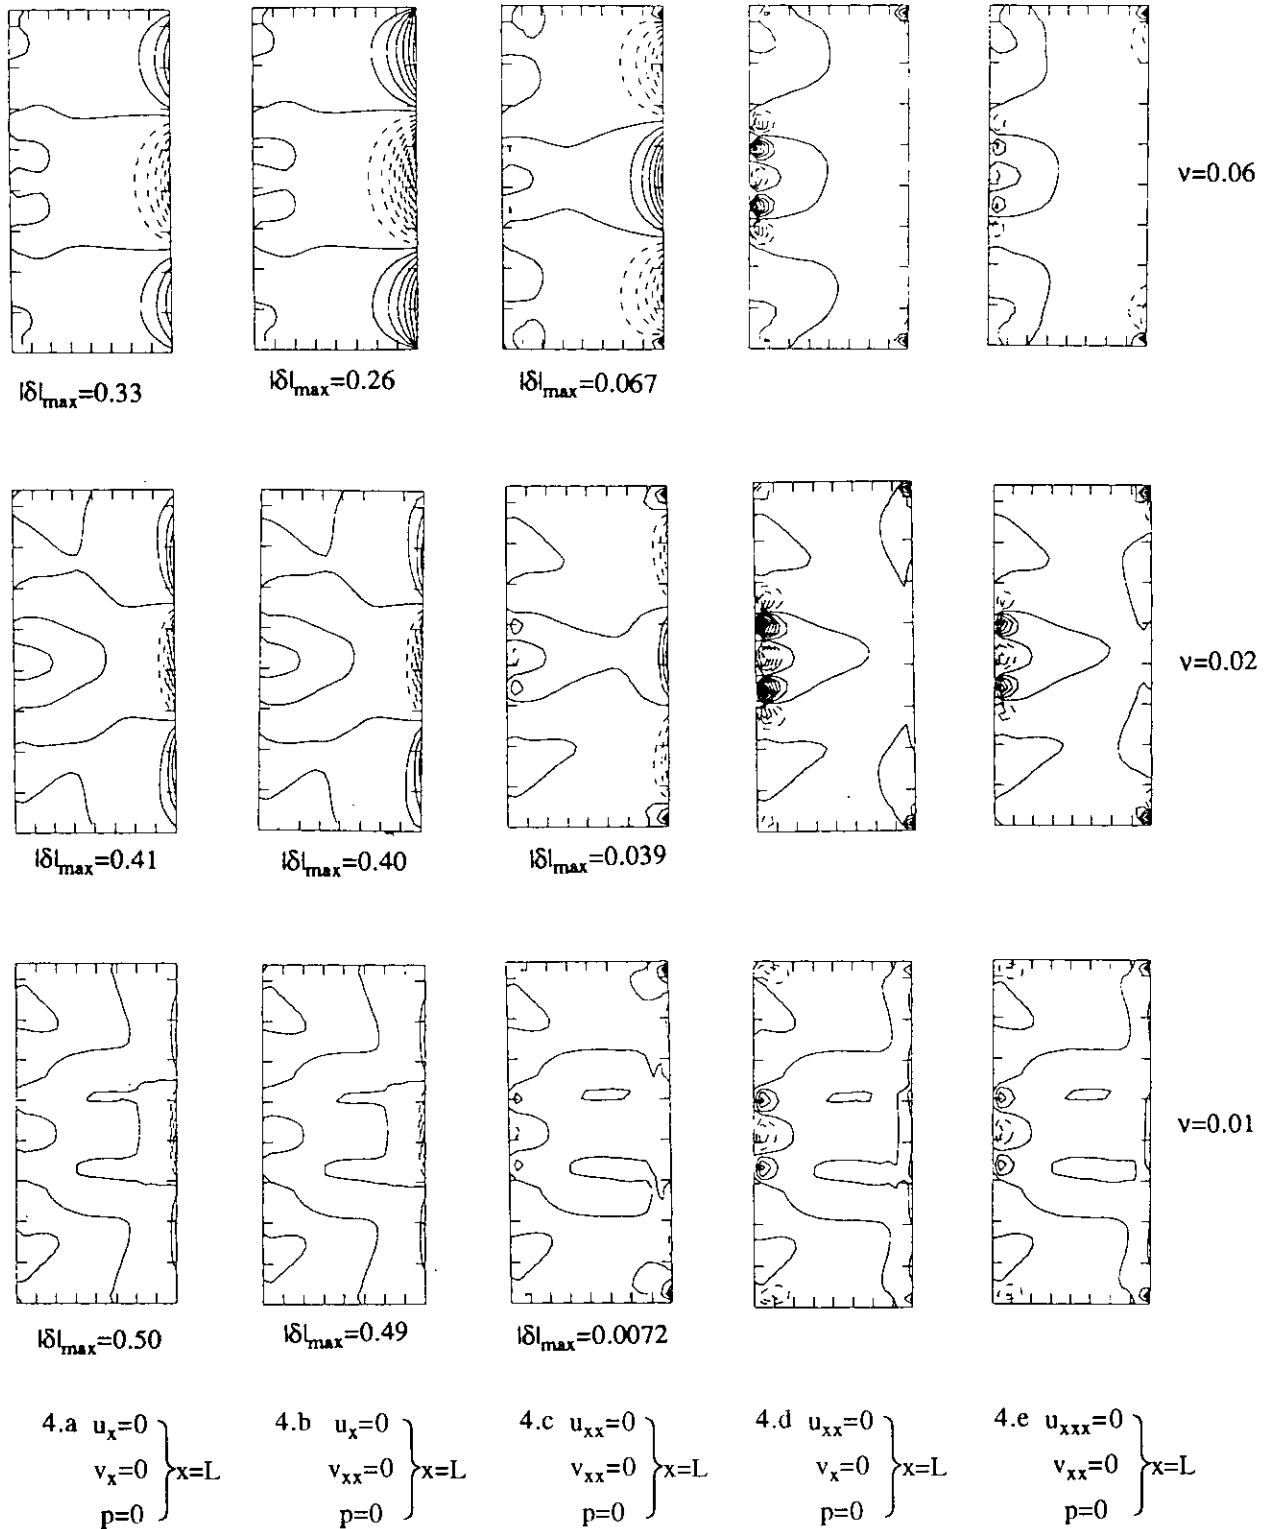 ν=0.06
|δ|max=0.33
|δ|max=0.26
|δ|max=0.067
ν=0.02
|δ|max=0.41
|δ|max=0.40
|δ|max=0.039
ν=0.01
|δ|max=0.50
|δ|max=0.49
|δ|max=0.0072
4.a ux=0
vx=0
p=0
x=L
4.b ux=0
vxx=0
p=0
x=L
4.c uxx=0
vxx=0
p=0
x=L
4.d uxx=0
vx=0
p=0
x=L
4.e uxxx=0
vxx=0
p=0
x=L